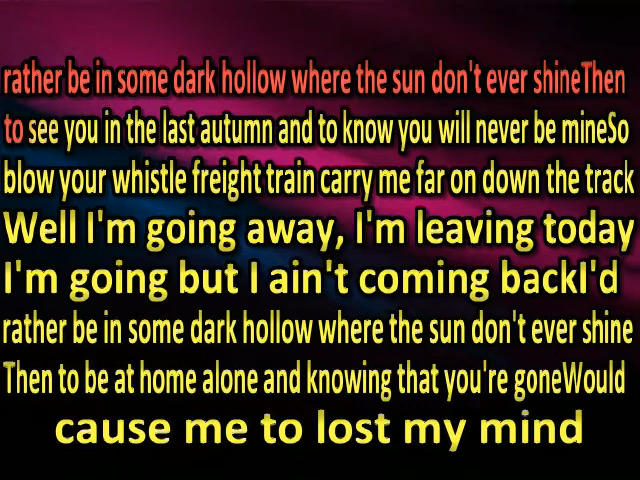 rather be in some dark hollow where the sun don't ever shineThen
to see you in the last autumn and to know you will never be mineSo
blow your whistle freight train carry me far on down the track
Well I'm going away, I'm leaving today
I'm going but I ain't coming backI'd
rather be in some dark hollow where the sun don't ever shine
Then to be at home alone and knowing that you're goneWould
cause me to lost my mind